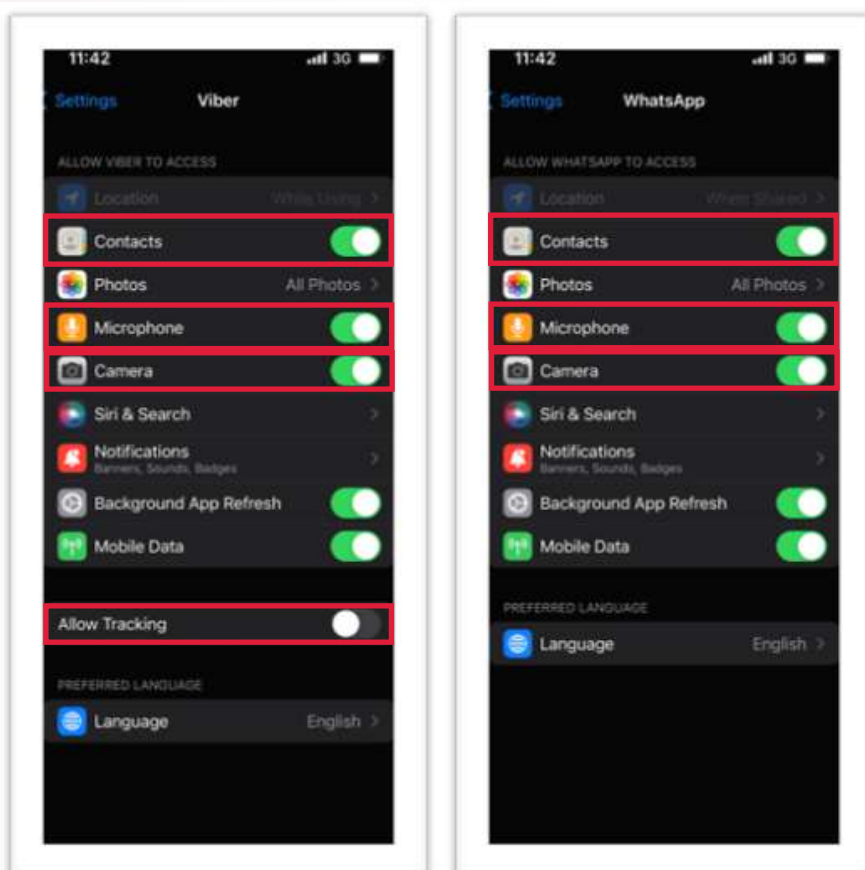 11:42 3G
Settings Viber
ALLOW VIBER TO ACCESS
Location While Using
Contacts
Photos All Photos
Microphone
Camera
Siri & Search
Notifications
Banners, Sounds, Badges
Background App Refresh
Mobile Data
Allow Tracking
PREFERRED LANGUAGE
Language English
11:42 3G
Settings WhatsApp
ALLOW WHATSAPP TO ACCESS
Location When Shared
Contacts
Photos All Photos
Microphone
Camera
Siri & Search
Notifications
Banners, Sounds, Badges
Background App Refresh
Mobile Data
PREFERRED LANGUAGE
Language English